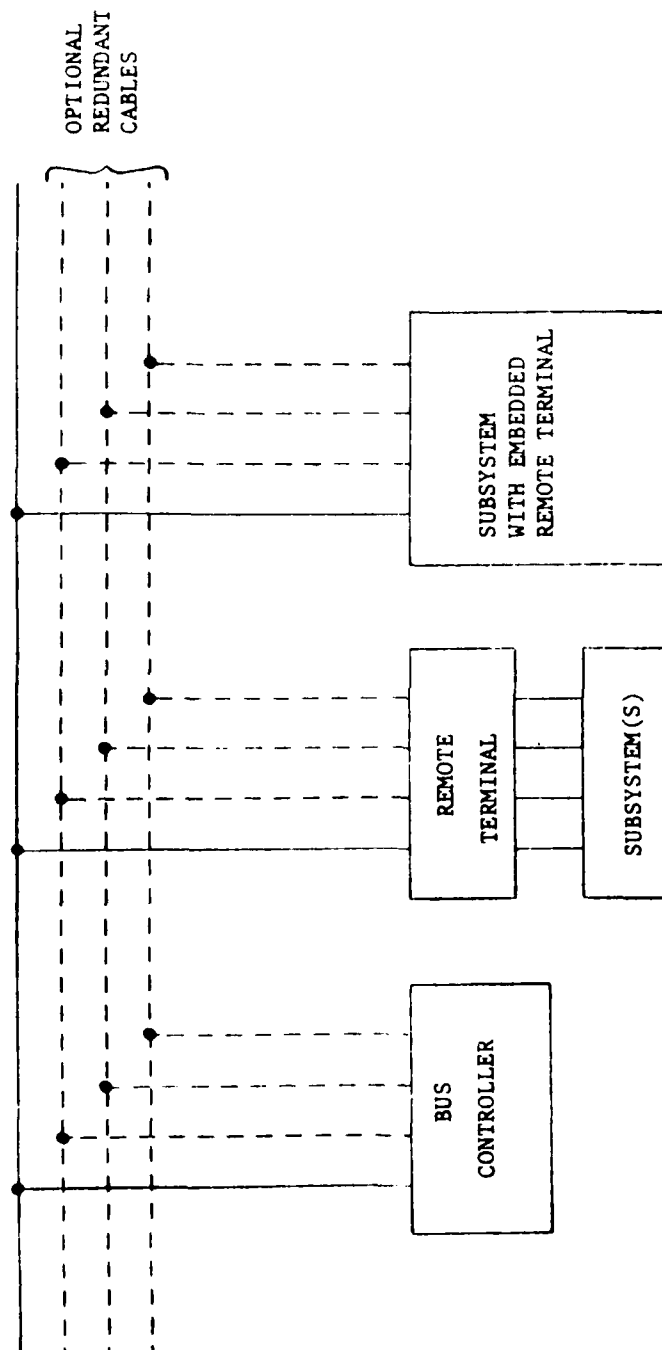 OPTIONAL
REDUNDANT
CABLES
BUS
CONTROLLER
REMOTE
TERMINAL
SUBSYSTEM(S)
SUBSYSTEM
WITH EMBEDDED
REMOTE TERMINAL